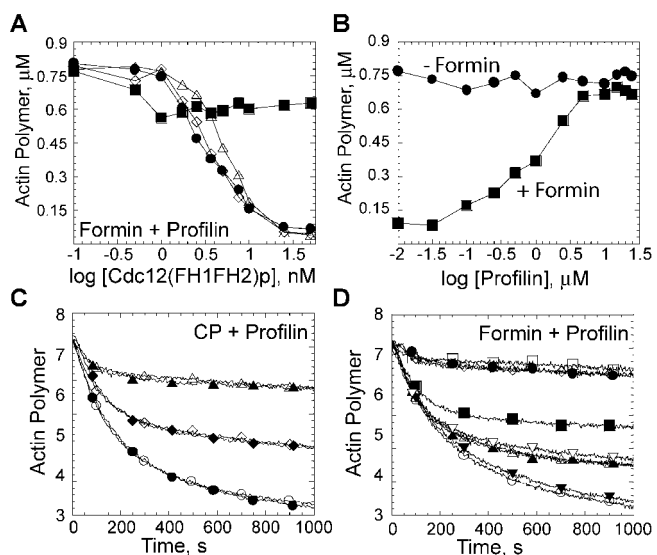 A
Actin Polymer, µM
0.9
0.75
0.6
0.45
0.3
0.15
-1
-0.5
0
0.5
1
1.5
Formin + Profilin
log [Cdc12(FH1FH2)p], nM
B
Actin Polymer, µM
0.9
0.75
0.6
0.45
0.3
0.15
- Formin
+ Formin
-2
-1.5
-1
-0.5
0
0.5
1
1.5
log [Profilin], µM
C
Actin Polymer
8
7
6
5
4
3
CP + Profilin
0
200
400
600
800
1000
Time, s
D
Actin Polymer
8
7
6
5
4
3
Formin + Profilin
0
200
400
600
800
1000
Time, s